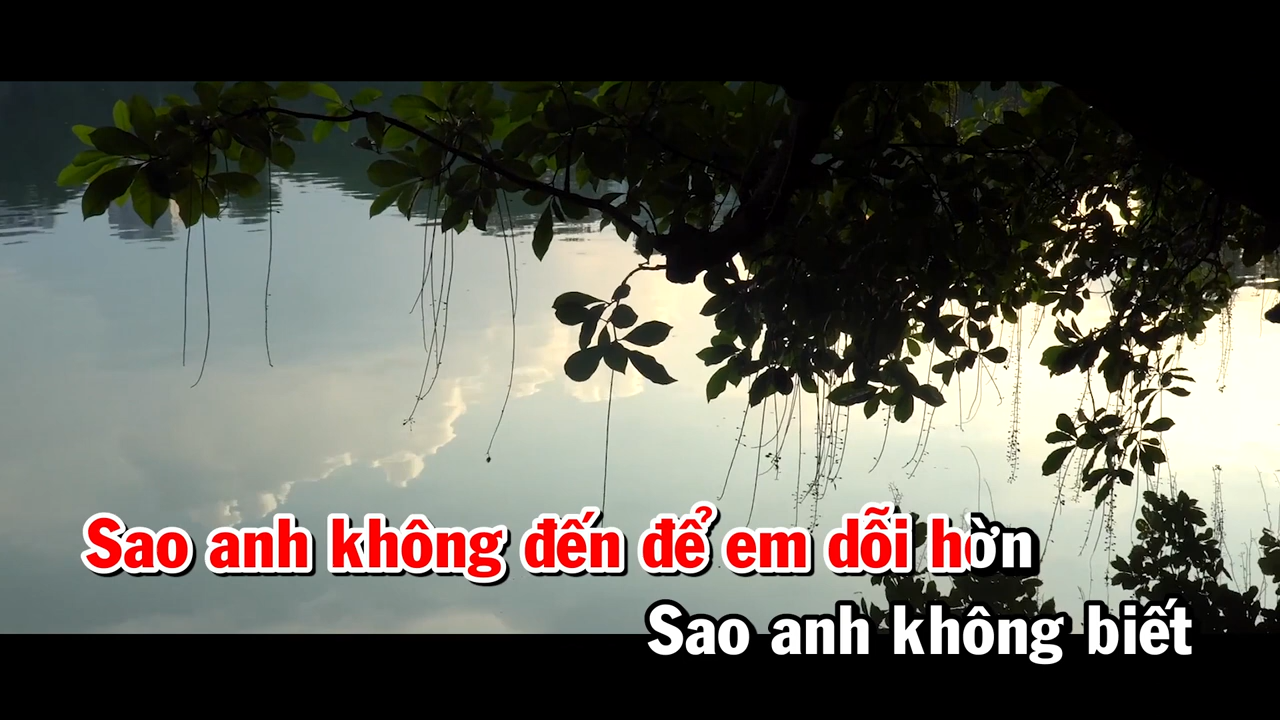 Sao anh không đến để em dỗi hờn
Sao anh không biết